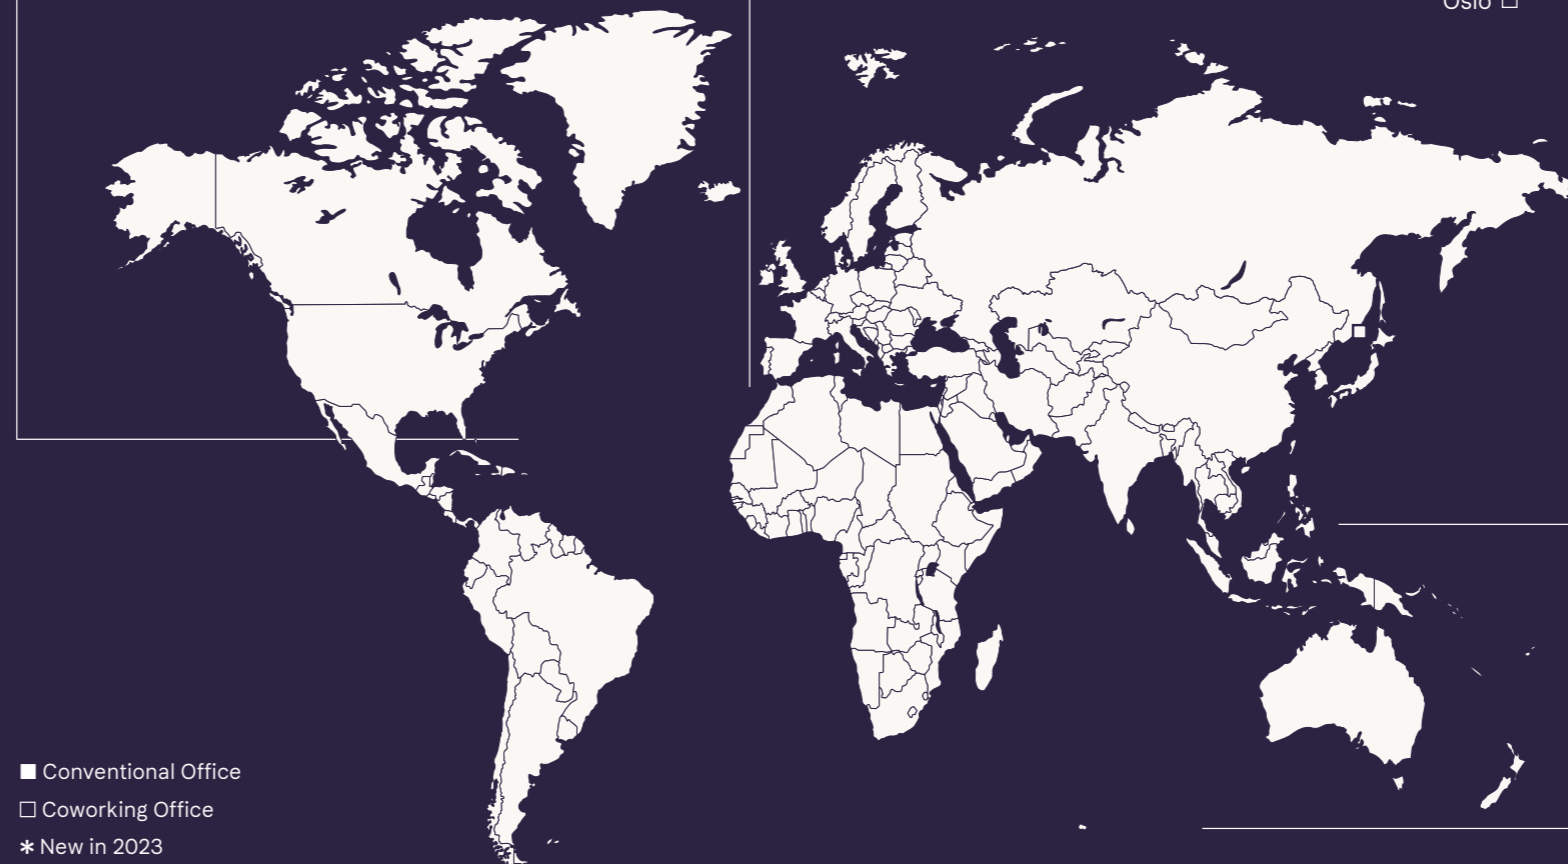 Oslo □
■ Conventional Office
□ Coworking Office
* New in 2023